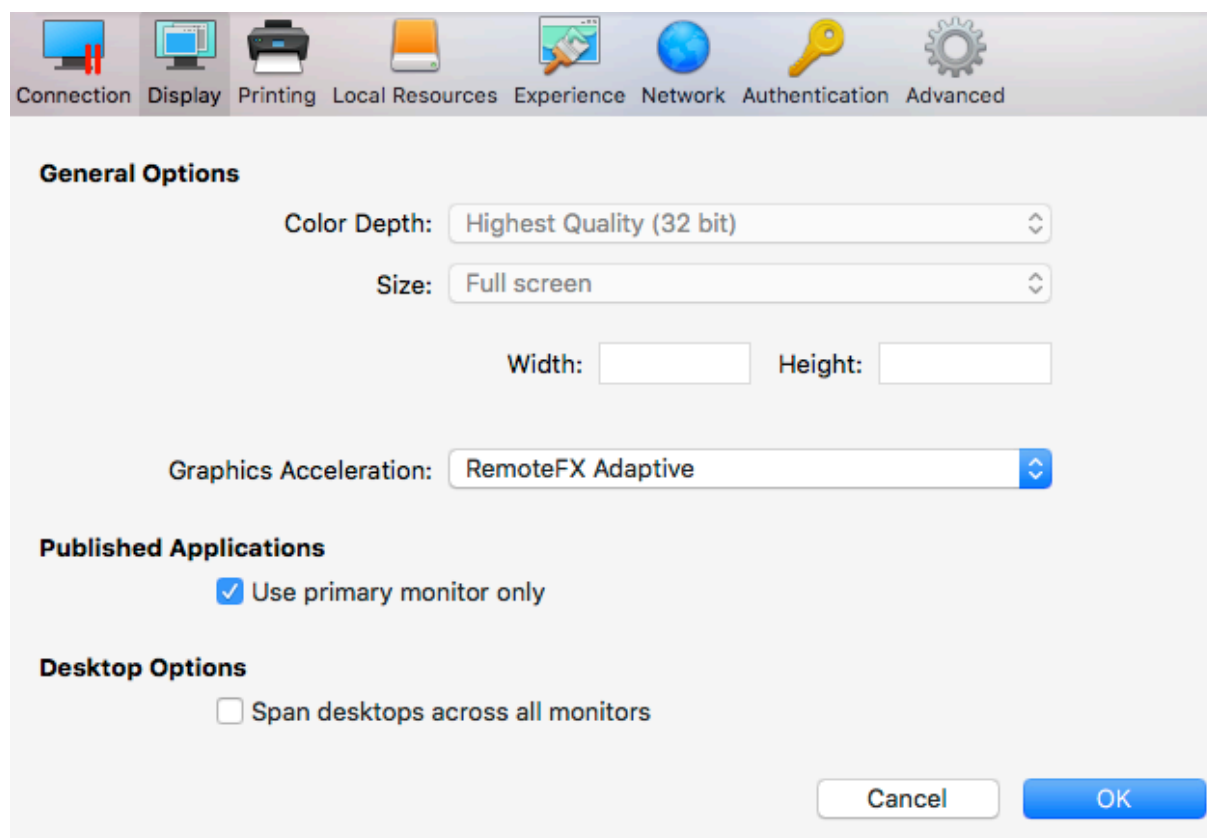 Connection Display Printing Local Resources Experience Network Authentication Advanced
General Options
Color Depth: Highest Quality (32 bit)
Size: Full screen
Width: Height:
Graphics Acceleration: RemoteFX Adaptive
Published Applications
Use primary monitor only
Desktop Options
Span desktops across all monitors
Cancel OK